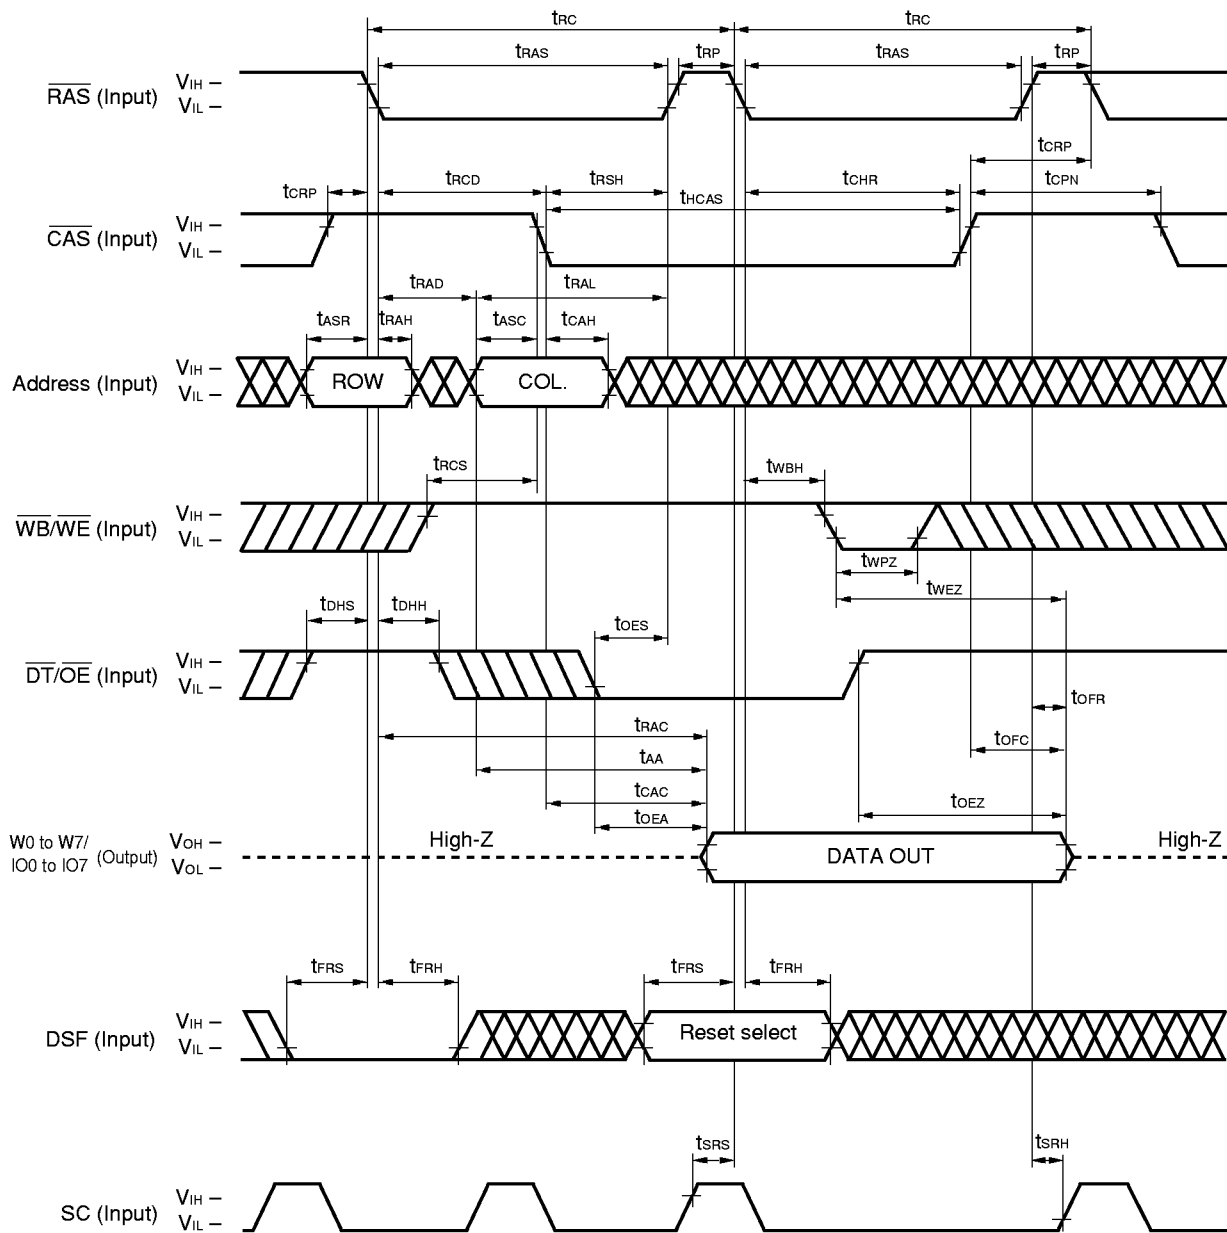 tRC tRC
tRAS tRP tRAS tRP
RAS (Input) VIH –
VIL –
tCRP
tCRP tRCD tRSH tCHR tCPN
tHCAS
CAS (Input) VIH –
VIL –
tRAD tRAL
tASR tRAH tASC tCAH
Address (Input) VIH –
VIL –
ROW COL.
tRCS tWBH
WB/WE (Input) VIH –
VIL –
tWPZ
tWEZ
tDHS tDHH
tOES
DT/OE (Input) VIH –
VIL –
tOFR
tRAC
tOFC
tAA
tCAC
tOEZ
tOEA
W0 to W7/
IO0 to IO7 (Output) VOH –
VOL –
High-Z DATA OUT High-Z
tFRS tFRH tFRS tFRH
DSF (Input) VIH –
VIL –
Reset select
tSRS tSRH
SC (Input) VIH –
VIL –